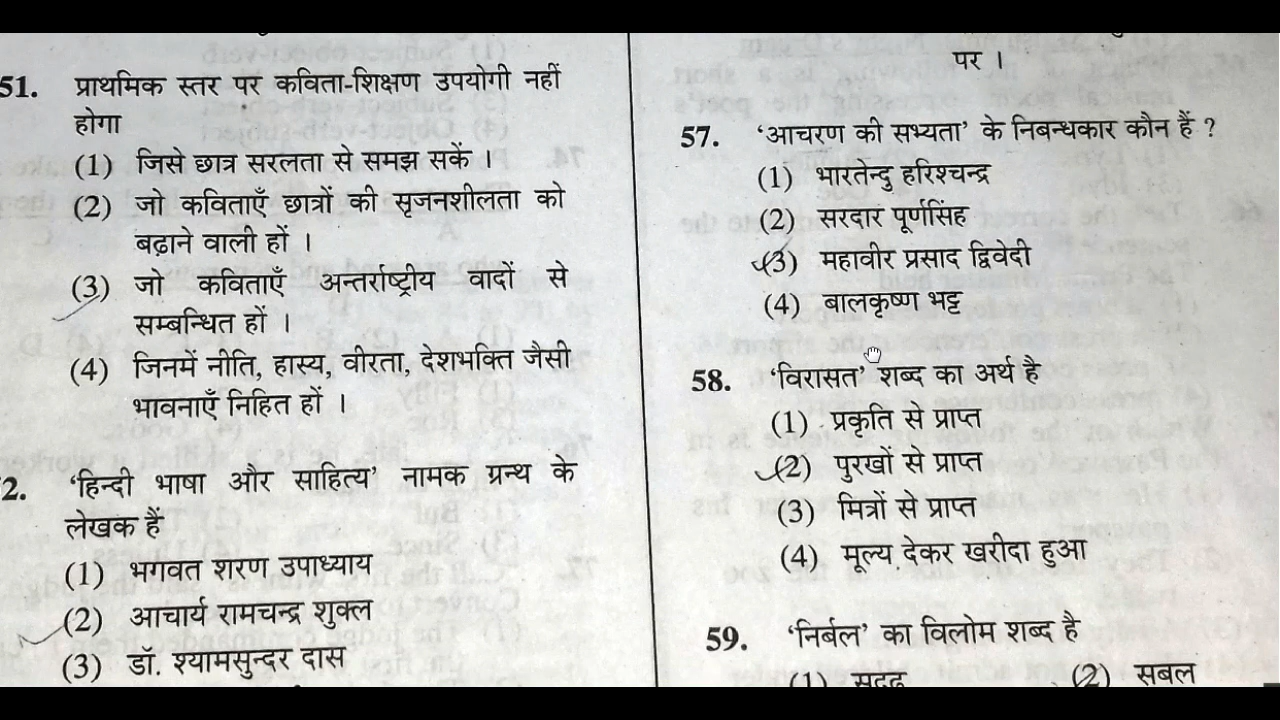 51. प्राथमिक स्तर पर कविता-शिक्षण उपयोगी नहीं
होगा
(1) जिसे छात्र सरलता से समझ सकें ।
(2) जो कविताएँ छात्रों की सृजनशीलता को
बढ़ाने वाली हों ।
(3) जो कविताएँ अन्तर्राष्ट्रीय वादों से
सम्बन्धित हों ।
(4) जिनमें नीति, हास्य, वीरता, देशभक्ति जैसी
भावनाएँ निहित हों ।
2. 'हिन्दी भाषा और साहित्य' नामक ग्रन्थ के
लेखक हैं
(1) भगवत शरण उपाध्याय
(2) आचार्य रामचन्द्र शुक्ल
(3) डॉ. श्यामसुन्दर दास
पर ।
57. 'आचरण की सभ्यता' के निबन्धकार कौन हैं ?
(1) भारतेन्दु हरिश्चन्द्र
(2) सरदार पूर्णसिंह
(3) महावीर प्रसाद द्विवेदी
(4) बालकृष्ण भट्ट
58. 'विरासत' शब्द का अर्थ है
(1) प्रकृति से प्राप्त
(2) पुरखों से प्राप्त
(3) मित्रों से प्राप्त
(4) मूल्य देकर खरीदा हुआ
59. 'निर्बल' का विलोम शब्द है
(1) (2) सबल